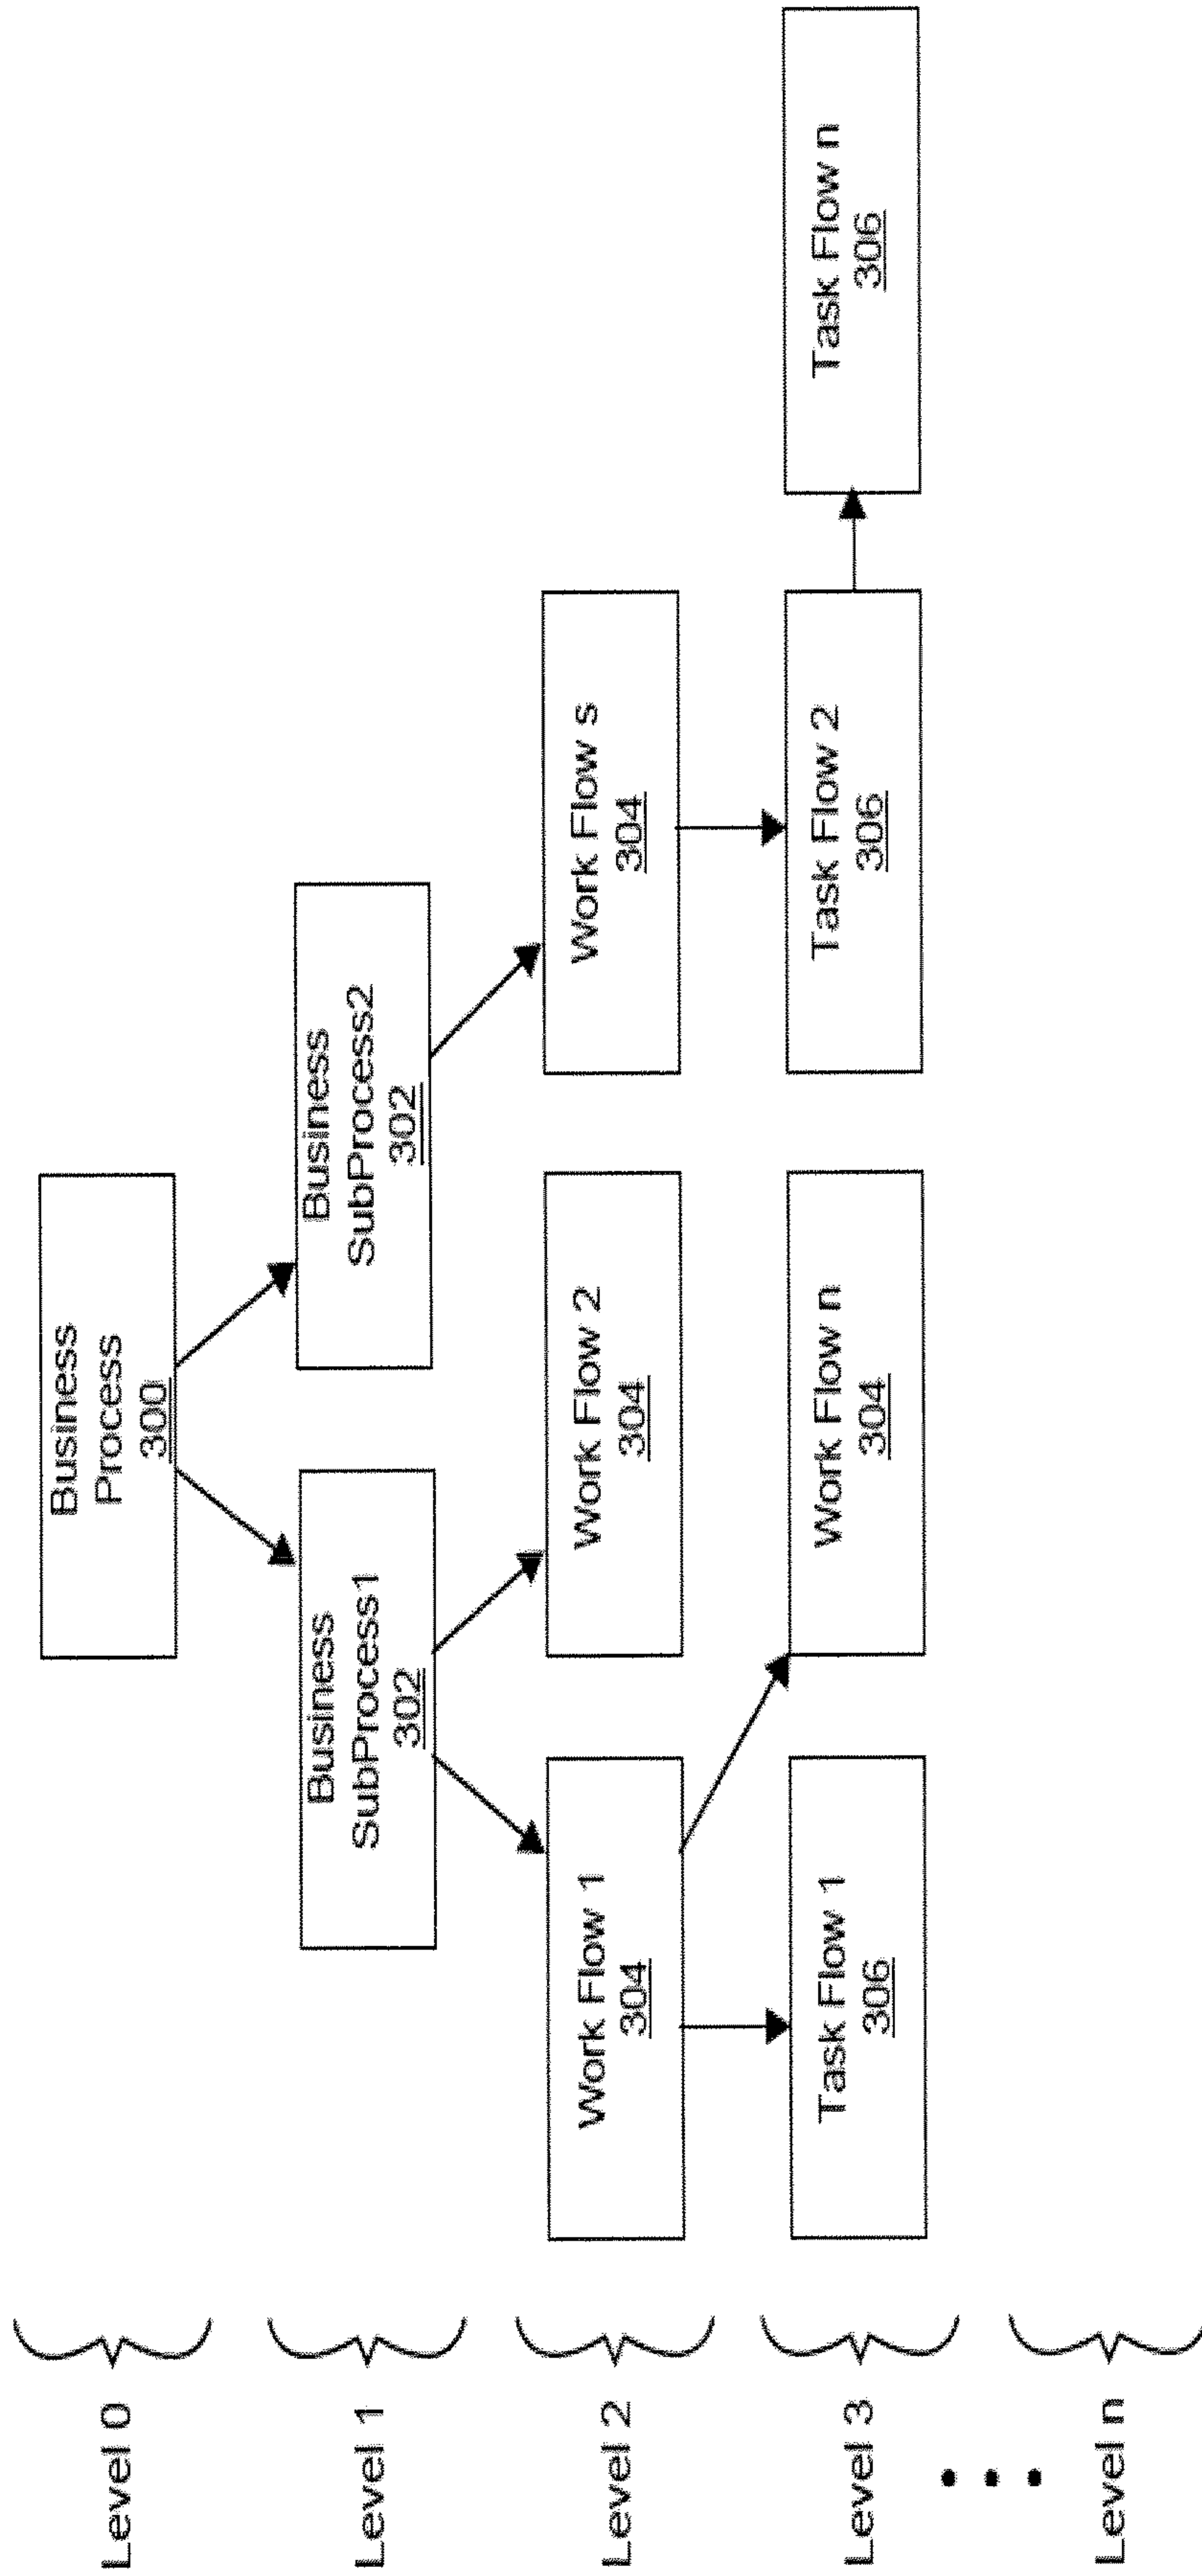 Level 0
Business
Process
300
Level 1
Business
SubProcess1
302
Business
SubProcess2
302
Level 2
Work Flow 1
304
Work Flow 2
304
Work Flow s
304
Level 3
Task Flow 1
306
Work Flow n
304
Task Flow 2
306
Task Flow n
306
Level n